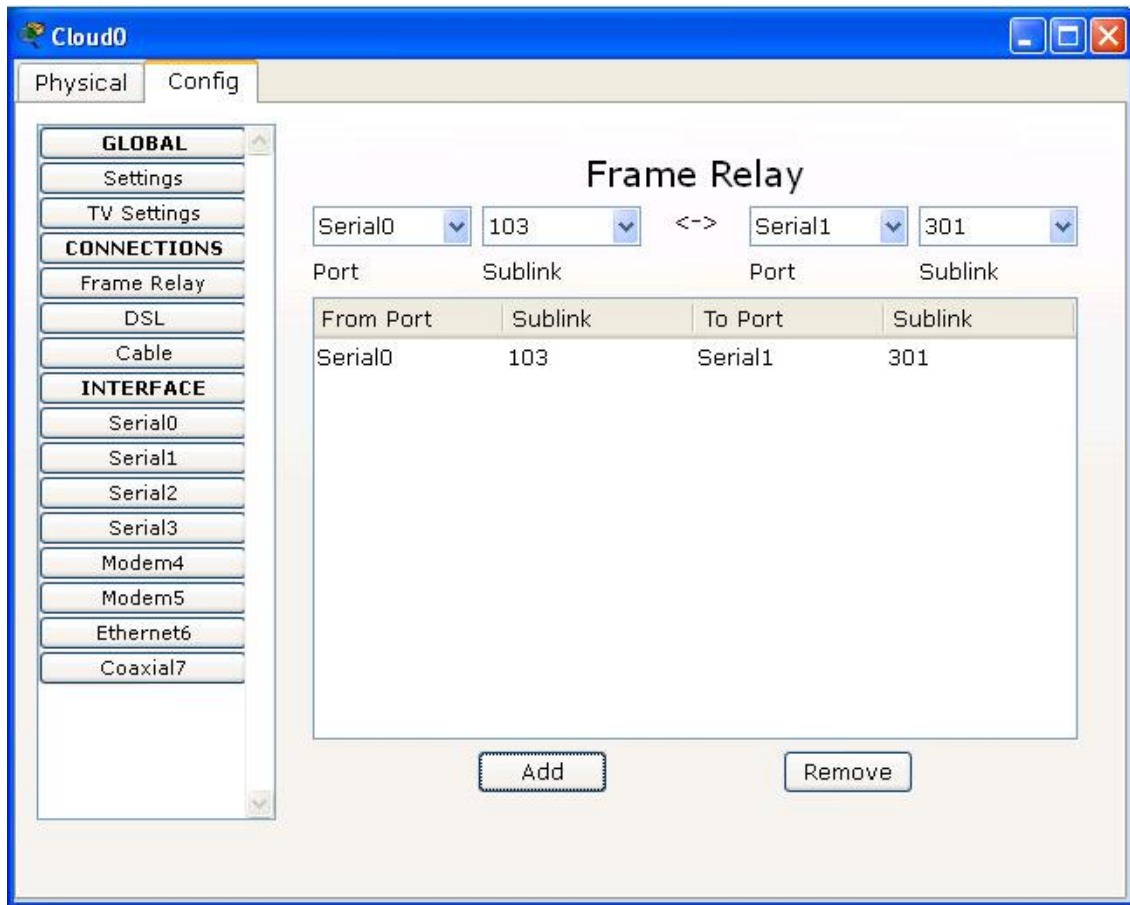 Cloud0
Physical Config
GLOBAL
Settings
TV Settings
CONNECTIONS
Frame Relay
DSL
Cable
INTERFACE
Serial0
Serial1
Serial2
Serial3
Modem4
Modem5
Ethernet6
Coaxial7
Frame Relay
Serial0 103 <-> Serial1 301
Port Sublink Port Sublink
From Port Sublink To Port Sublink
Serial0 103 Serial1 301
Add Remove